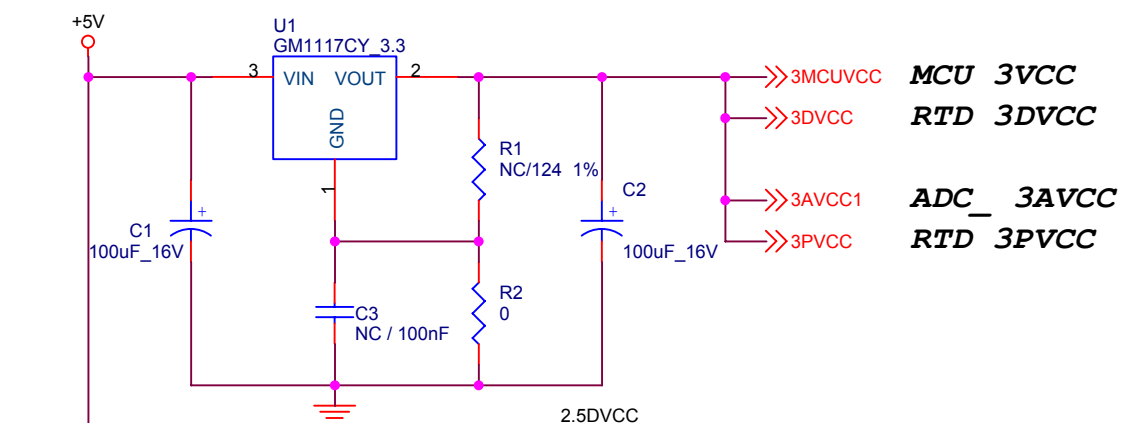 +5V
U1
GM1117CY_3.3
3
VIN
VOUT
2
GND
1
3MCUVCC
MCU 3VCC
3DVCC
RTD 3DVCC
R1
NC/124 1%
C2
3AVCC1
ADC_ 3AVCC
+
C1
100uF_16V
+
100uF_16V
3PVCC
RTD 3PVCC
R2
0
C3
NC / 100nF
2.5DVCC